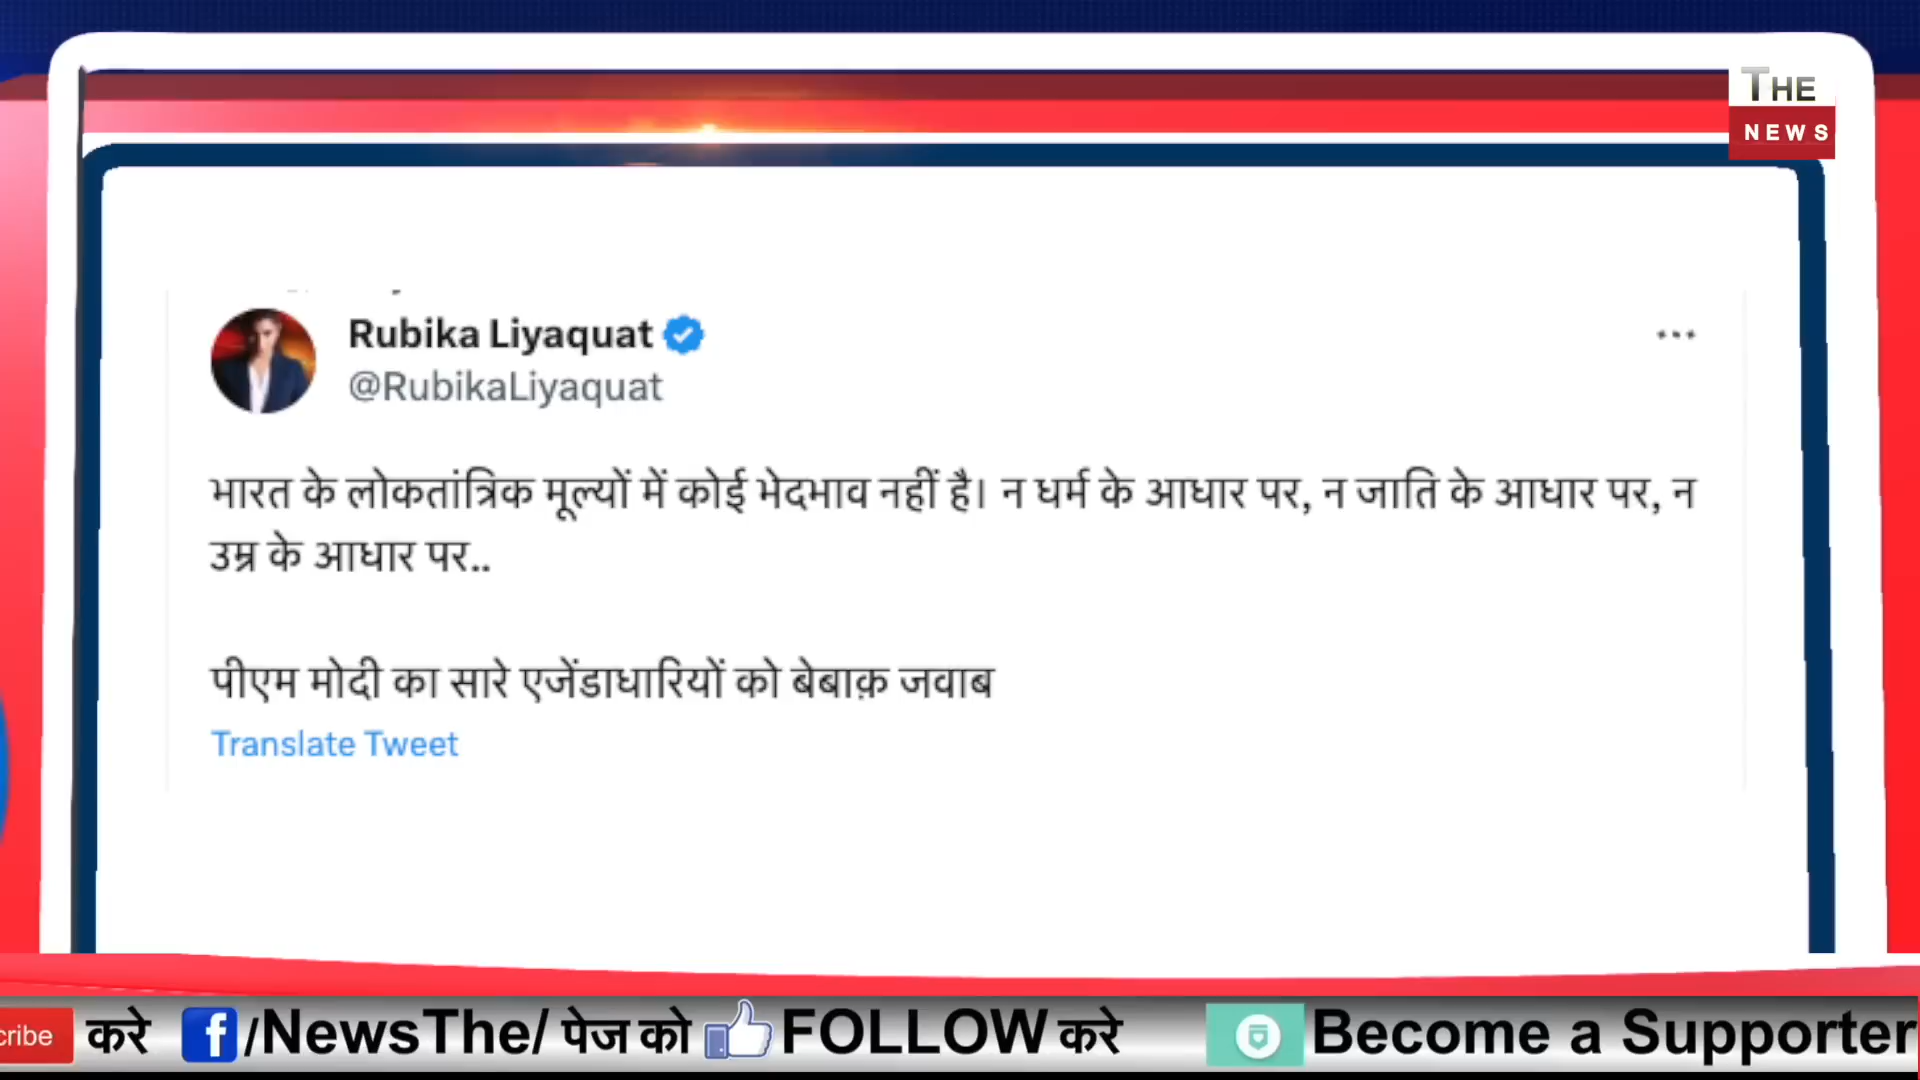 THE
NEWS
Rubika Liyaquat
@RubikaLiyaquat
भारत के लोकतांत्रिक मूल्यों में कोई भेदभाव नहीं है। न धर्म के आधार पर, न जाति के आधार पर, न
उम्र के आधार पर..
पीएम मोदी का सारे एजेंडाधारियों को बेबाक़ जवाब
Translate Tweet
cribe करे f/NewsThe/ पेज को FOLLOW करे Become a Supporter